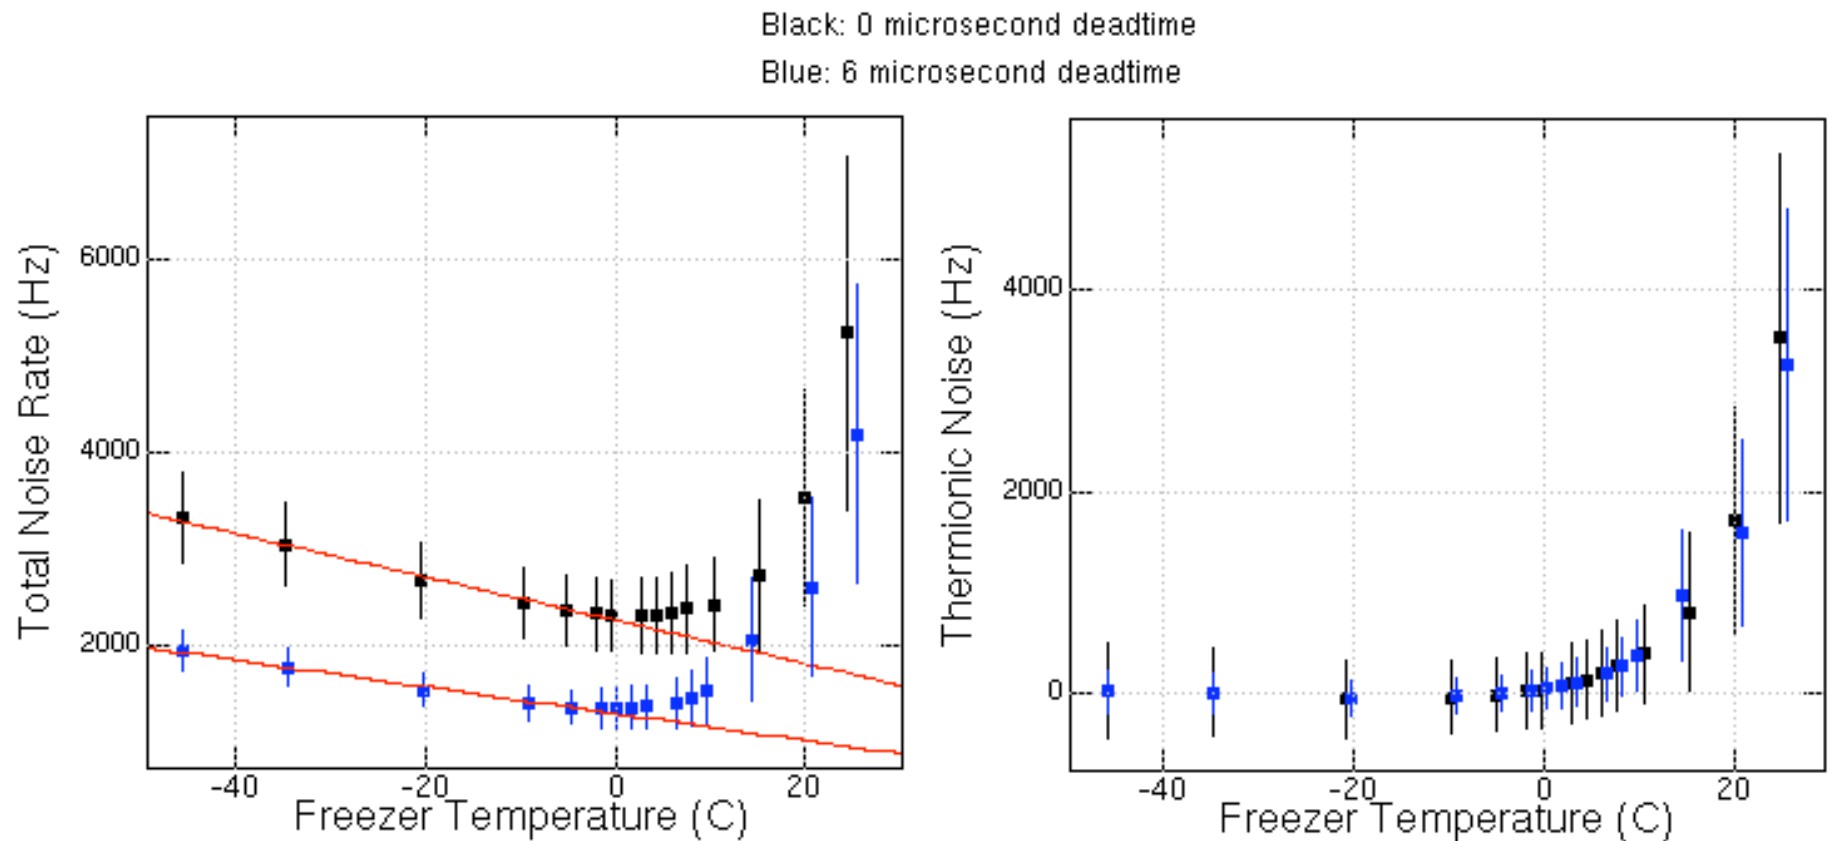 Black: 0 microsecond deadtime
Blue: 6 microsecond deadtime
Total Noise Rate (Hz)
6000
4000
2000
-40
-20
0
20
Freezer Temperature (C)
Thermionic Noise (Hz)
4000
2000
0
-40
-20
0
20
Freezer Temperature (C)